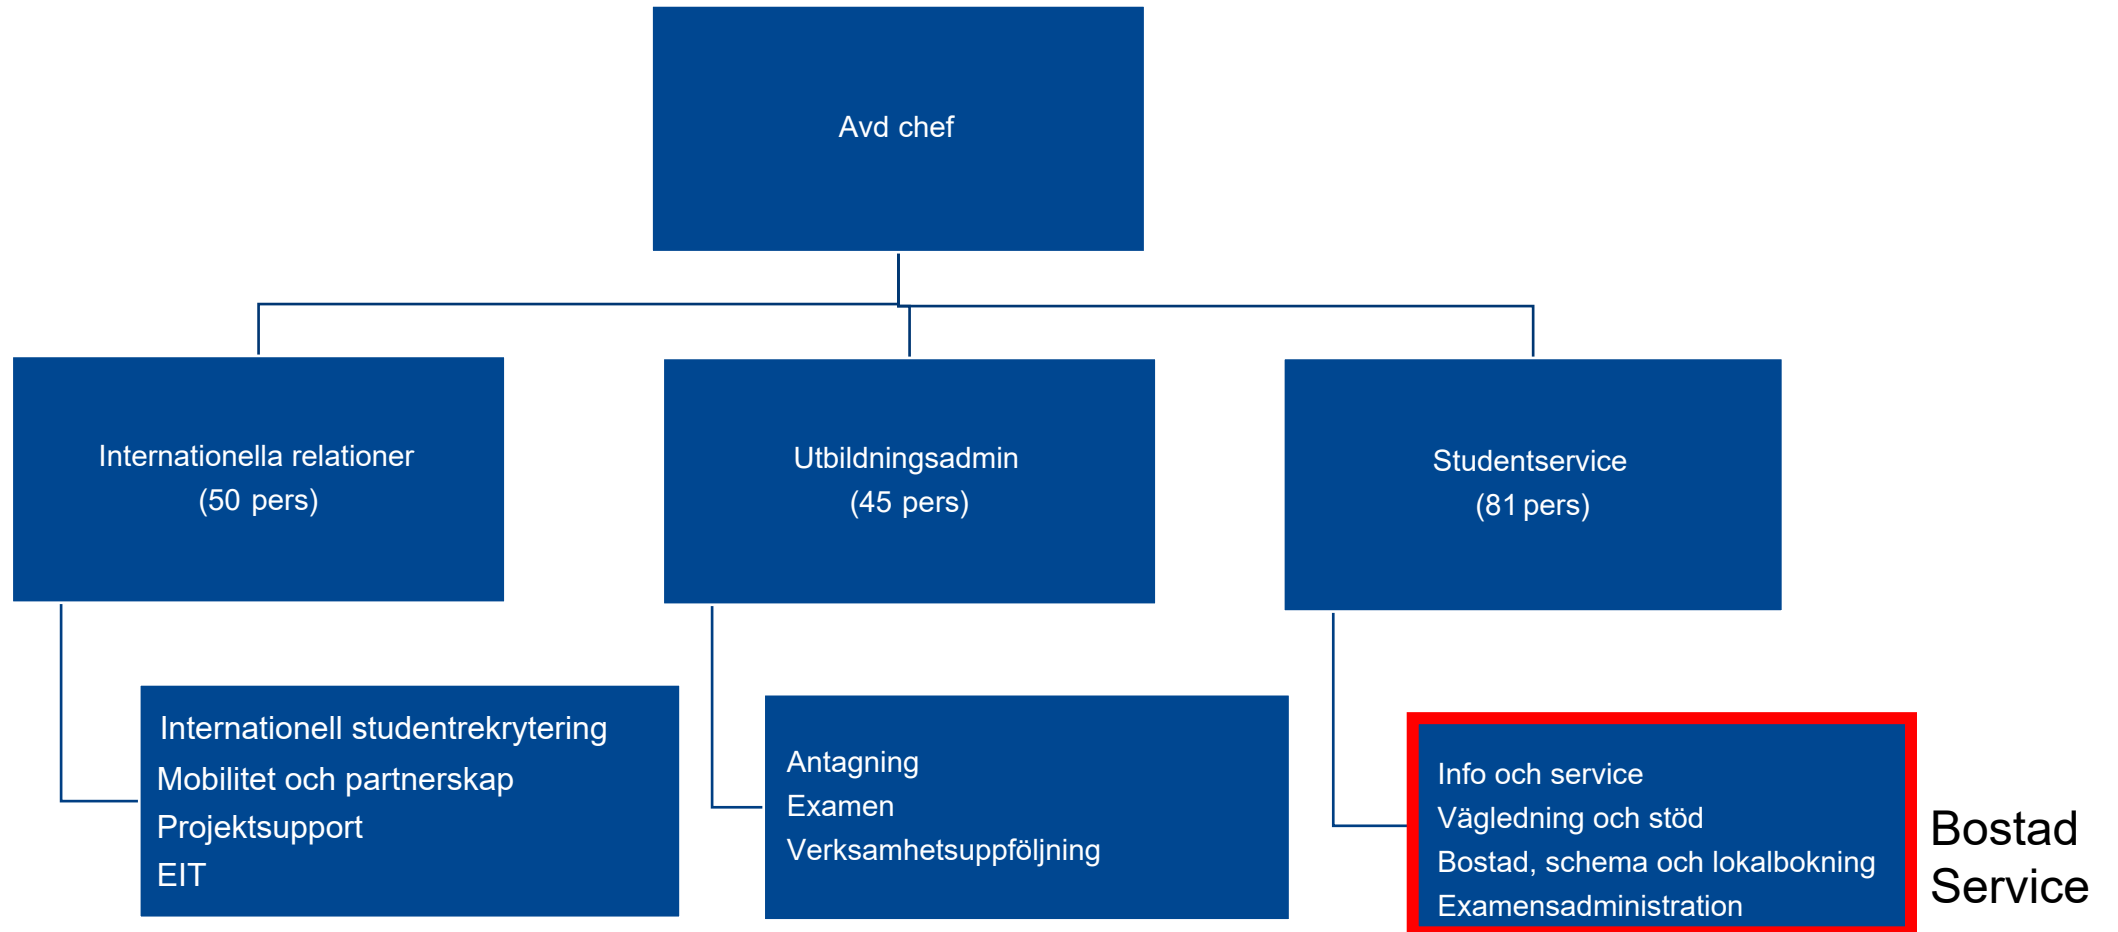 Avd chef
Internationella relationer
(50 pers)
Utbildningsadmin
(45 pers)
Studentservice
(81 pers)
Internationell studentrekrytering
Mobilitet och partnerskap
Projektsupport
EIT
Antagning
Examen
Verksamhetsuppföljning
Info och service
Vägledning och stöd
Bostad, schema och lokalbokning
Examensadministration
Bostad
Service